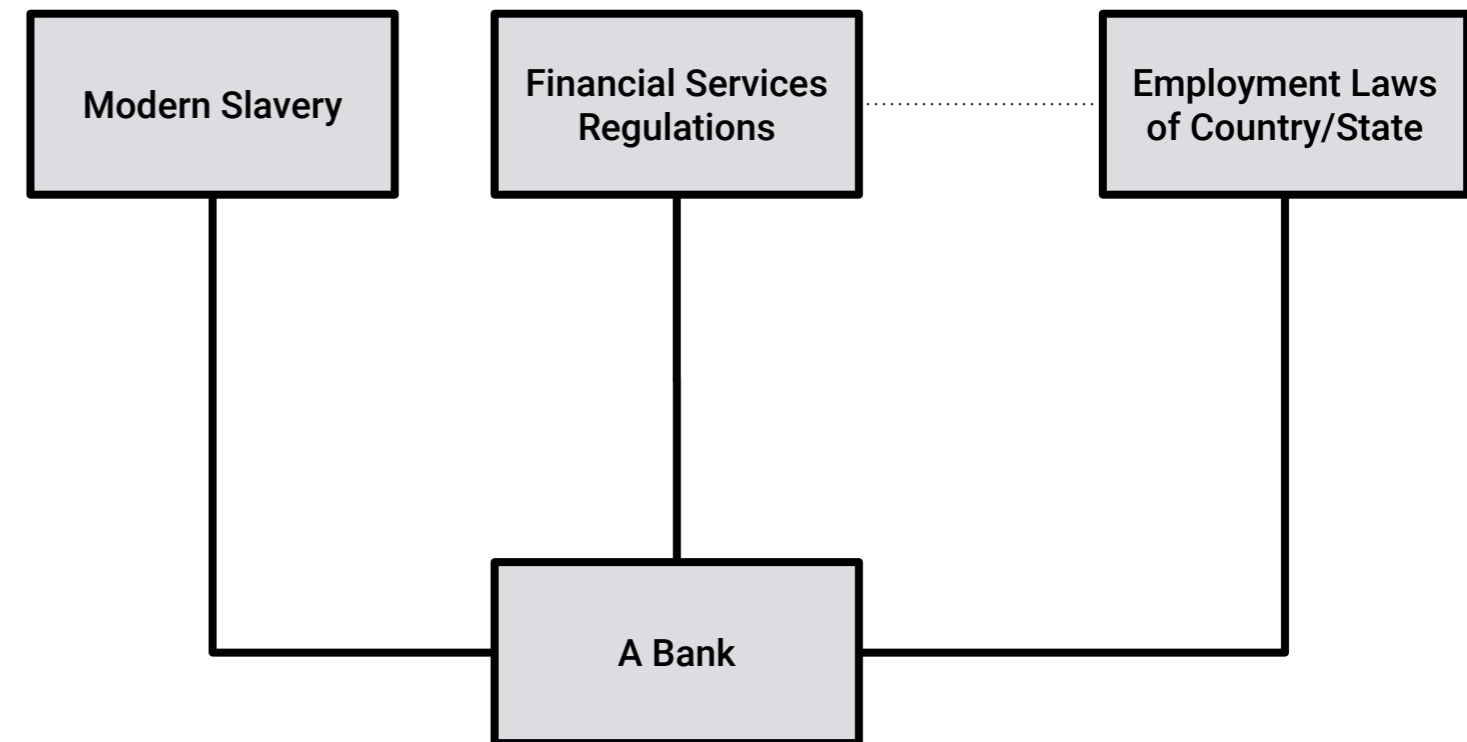 Modern Slavery
Financial Services
Regulations
Employment Laws
of Country/State
A Bank